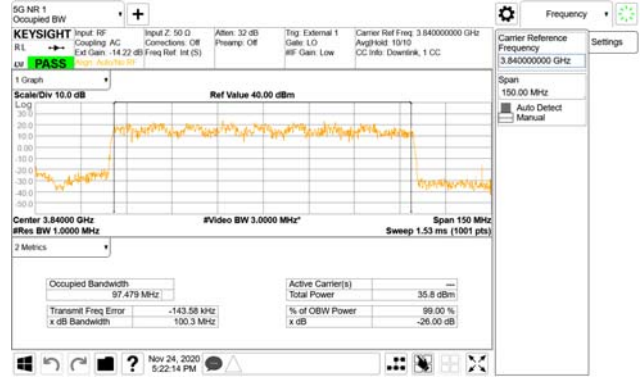 5G NR 1
Occupied BW
Frequency
KEYSIGHT
RL
LVI
PASS
Input: RF
Coupling: AC
Ext Gain: -14.22 dB
Align: Auto/No RF
Input Z: 50 Ω
Corrections: Off
Freq Ref: Int (S)
Atten: 32 dB
Preamp: Off
Trig: External 1
Gate: LO
#IF Gain: Low
Carrier Ref Freq: 3.840000000 GHz
Avg|Hold: 10/10
CC Info: Downlink, 1 CC
Carrier Reference
Frequency
3.840000000 GHz
Settings
Span
150.00 MHz
Auto Detect
Manual
1 Graph
Scale/Div 10.0 dB
Ref Value 40.00 dBm
Log
30.0
20.0
10.0
0.00
-10.0
-20.0
-30.0
-40.0
-50.0
Center 3.84000 GHz
#Video BW 3.0000 MHz*
Span 150 MHz
#Res BW 1.0000 MHz
Sweep 1.53 ms (1001 pts)
2 Metrics
Occupied Bandwidth
97.479 MHz
Transmit Freq Error -143.58 kHz
x dB Bandwidth 100.3 MHz
Active Carrier(s) ---
Total Power 35.8 dBm
% of OBW Power 99.00 %
x dB -26.00 dB
Nov 24, 2020
5:22:14 PM